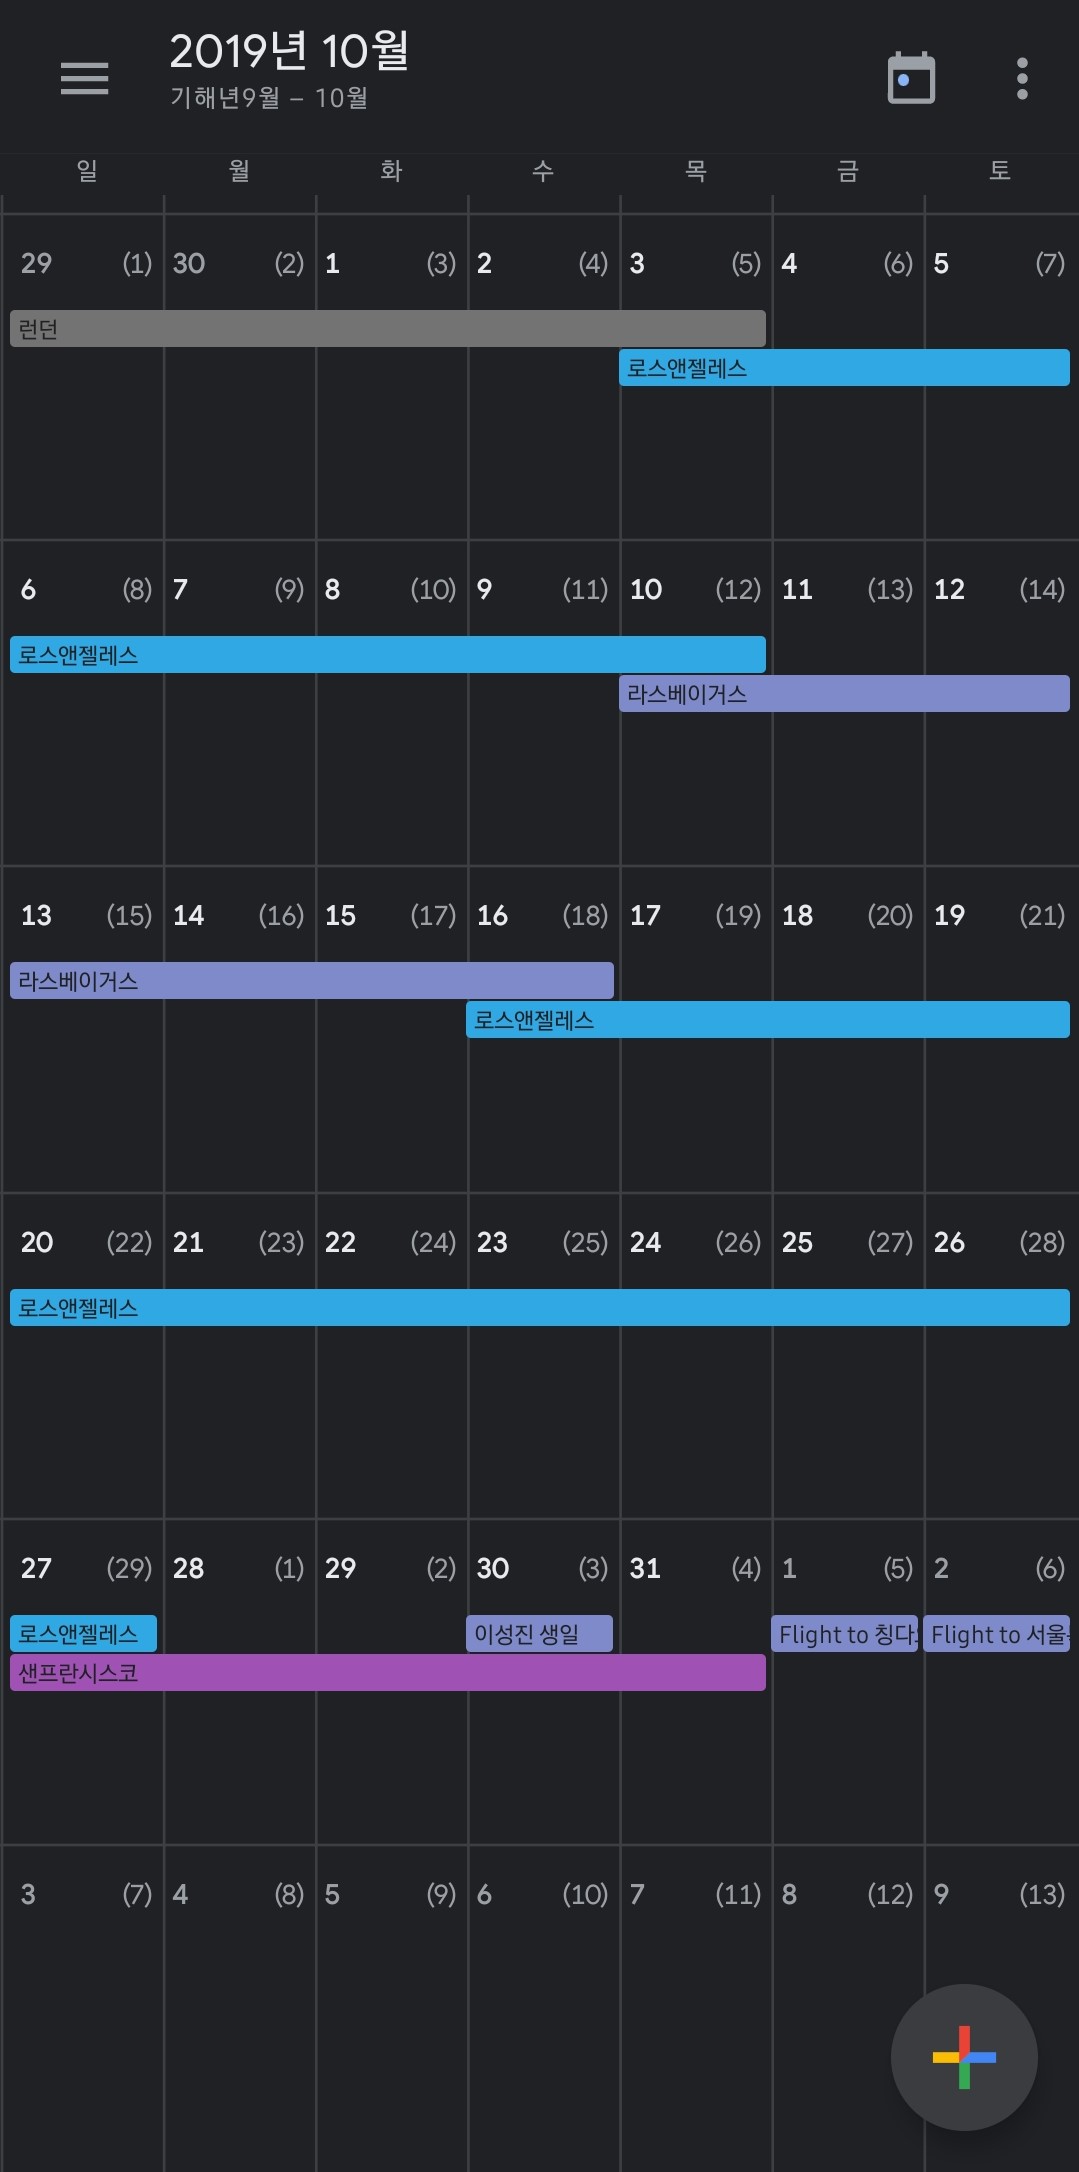 2019년 10월
기해년9월 – 10월
일 월 화 수 목 금 토
29 (1) 30 (2) 1 (3) 2 (4) 3 (5) 4 (6) 5 (7)
런던
로스앤젤레스
6 (8) 7 (9) 8 (10) 9 (11) 10 (12) 11 (13) 12 (14)
로스앤젤레스
라스베이거스
13 (15) 14 (16) 15 (17) 16 (18) 17 (19) 18 (20) 19 (21)
라스베이거스
로스앤젤레스
20 (22) 21 (23) 22 (24) 23 (25) 24 (26) 25 (27) 26 (28)
로스앤젤레스
27 (29) 28 (1) 29 (2) 30 (3) 31 (4) 1 (5) 2 (6)
로스앤젤레스 이성진 생일 Flight to 칭다 Flight to 서울
샌프란시스코
3 (7) 4 (8) 5 (9) 6 (10) 7 (11) 8 (12) 9 (13)